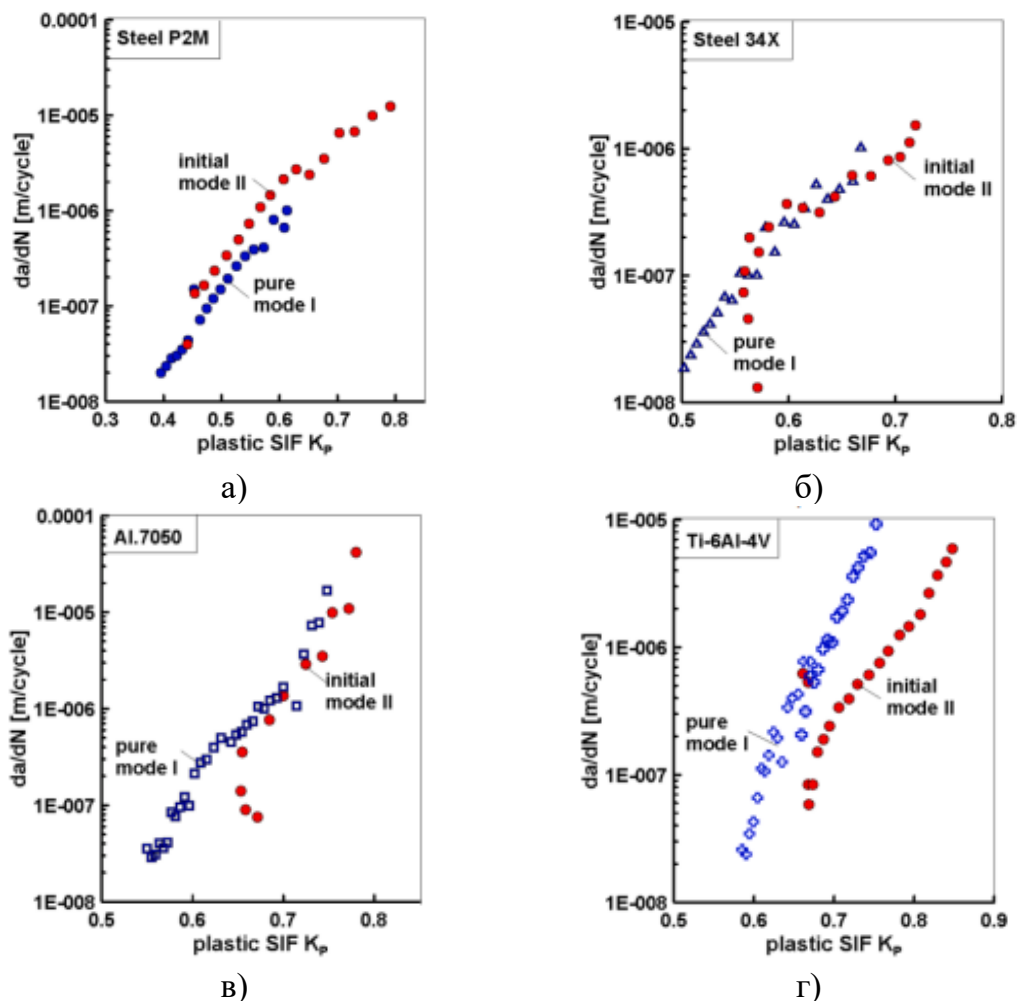 Steel P2M
0.0001
1E-005
1E-006
1E-007
1E-008
da/dN [m/cycle]
initial
mode II
pure
mode I
0.3 0.4 0.5 0.6 0.7 0.8
plastic SIF KP
а)
Steel 34X
1E-005
1E-006
1E-007
1E-008
da/dN [m/cycle]
initial
mode II
pure
mode I
0.5 0.6 0.7 0.8
plastic SIF KP
б)
Al.7050
0.0001
1E-005
1E-006
1E-007
1E-008
da/dN [m/cycle]
initial
mode II
pure
mode I
0.5 0.6 0.7 0.8
plastic SIF KP
в)
Ti-6Al-4V
1E-005
1E-006
1E-007
1E-008
da/dN [m/cycle]
pure
mode I
initial
mode II
0.5 0.6 0.7 0.8 0.9
plastic SIF KP
г)